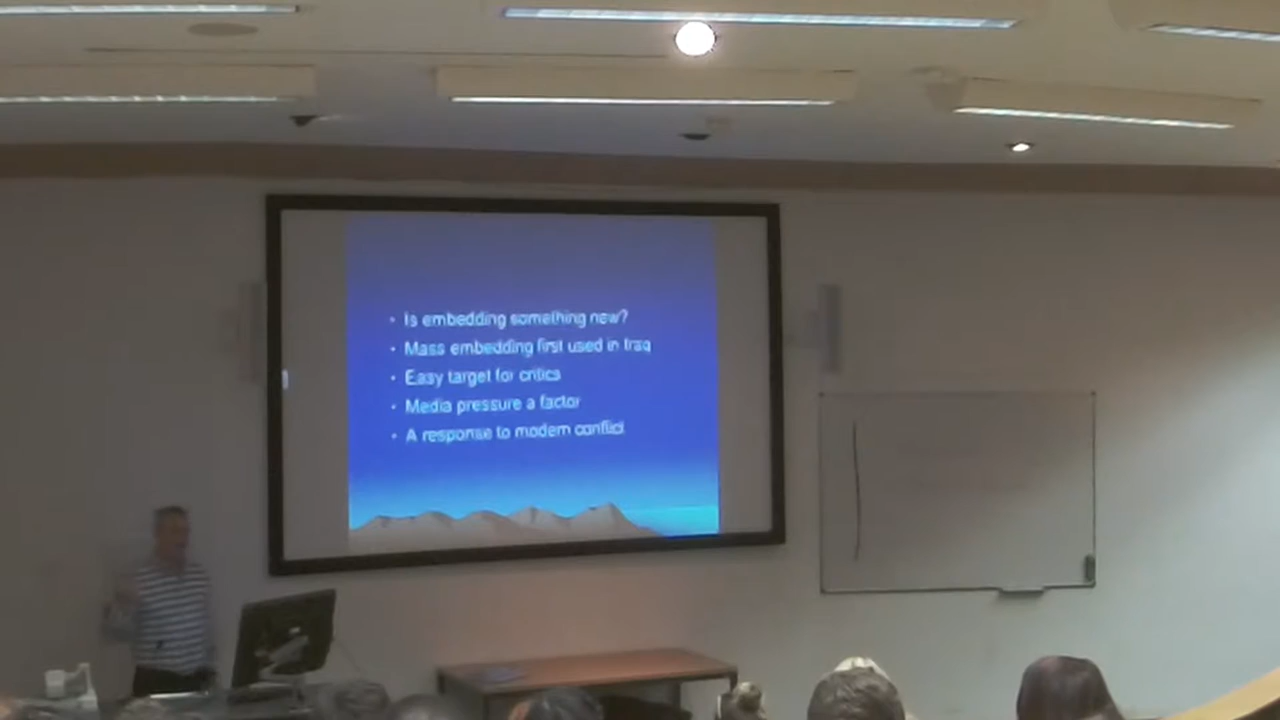 • Is embedding something new?
• Mass embedding first used in Iraq
• Easy target for critics
• Media pressure a factor
• A response to modern conflict